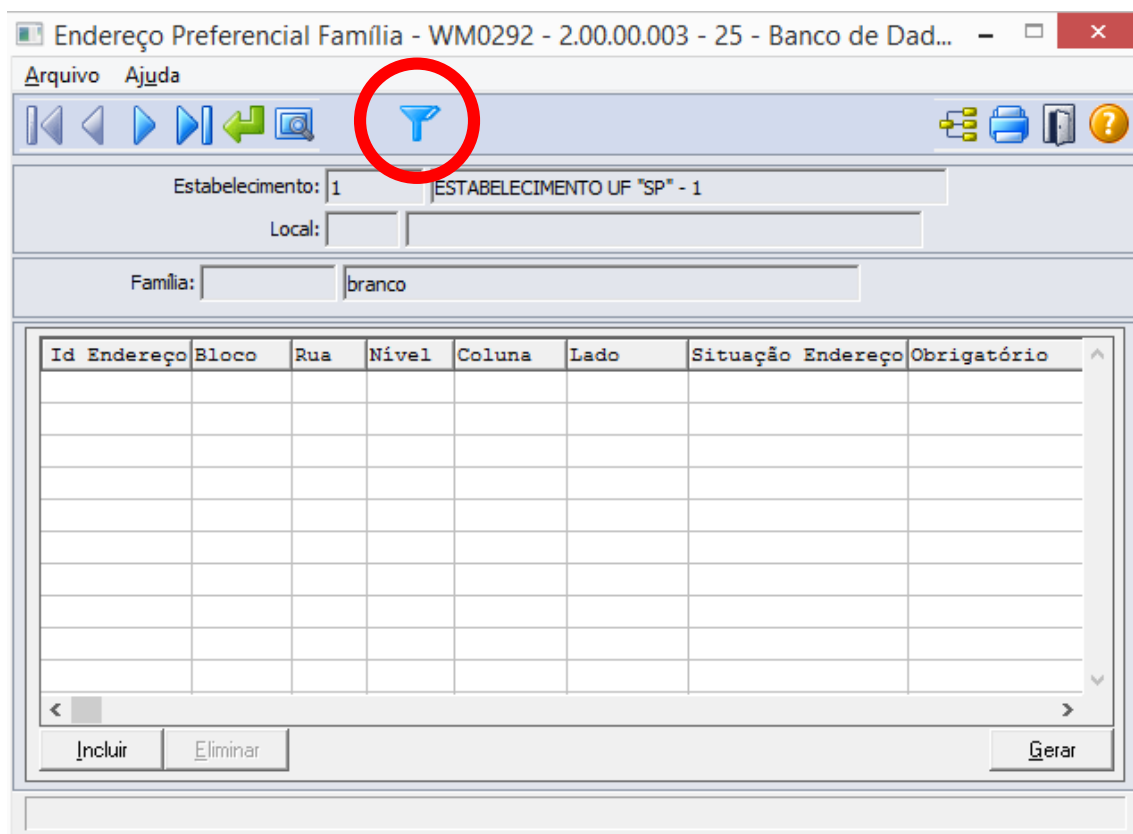 Endereço Preferencial Família - WM0292 - 2.00.00.003 - 25 - Banco de Dad...
Arquivo Ajuda
Estabelecimento: 1 ESTABELECIMENTO UF "SP" - 1
Local:
Família: branco
Id Endereço Bloco Rua Nível Coluna Lado Situação Endereço Obrigatório
Incluir Eliminar Gerar